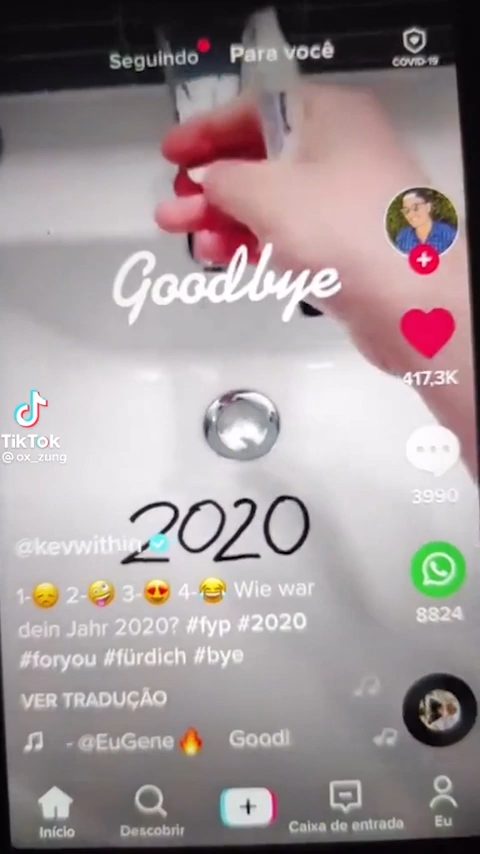 Seguindo Para você
COVID-19
Goodbye
417,3K
TikTok
@ox_zung
3990
2020
@kevwithin
1-😞 2-🤪 3-😍 4-😂 Wie war
dein Jahr 2020? #fyp #2020
#foryou #fürdich #bye
8824
VER TRADUÇÃO
- @EuGene🔥 Good!
Início
Descobrir
Caixa de entrada
Eu